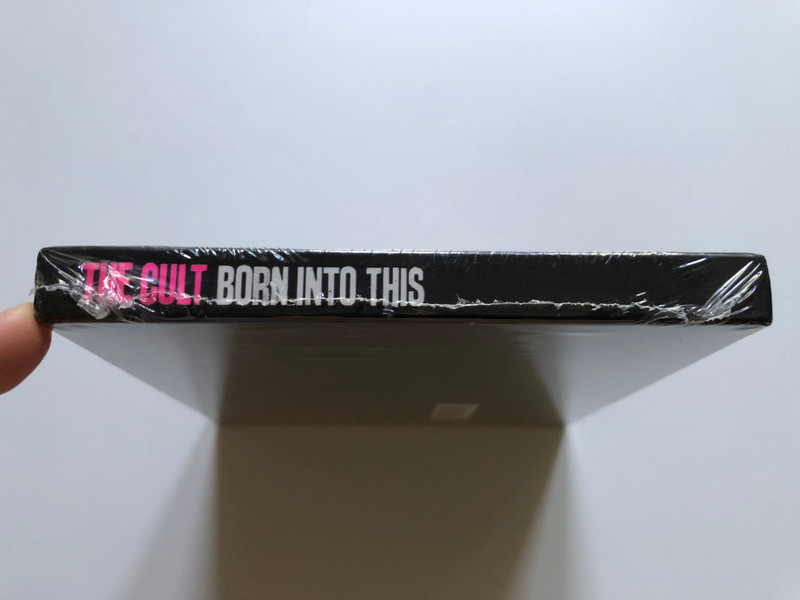 THE CULT BORN INTO THIS